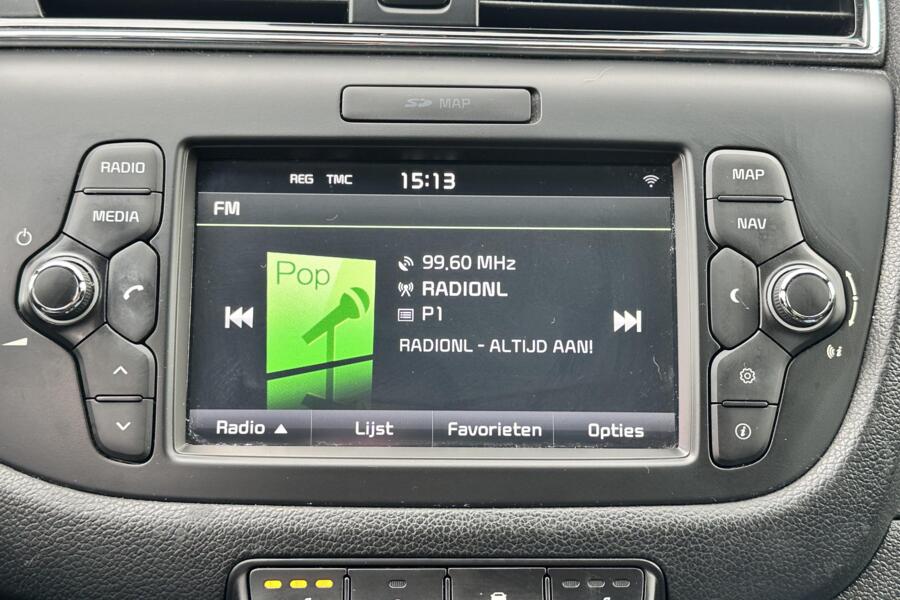 SD MAP
RADIO
MEDIA
REG TMC 15:13
FM
Pop
99,60 MHz
RADIONL
P1
RADIONL - ALTIJD AAN!
Radio ▲ Lijst Favorieten Opties
MAP
NAV